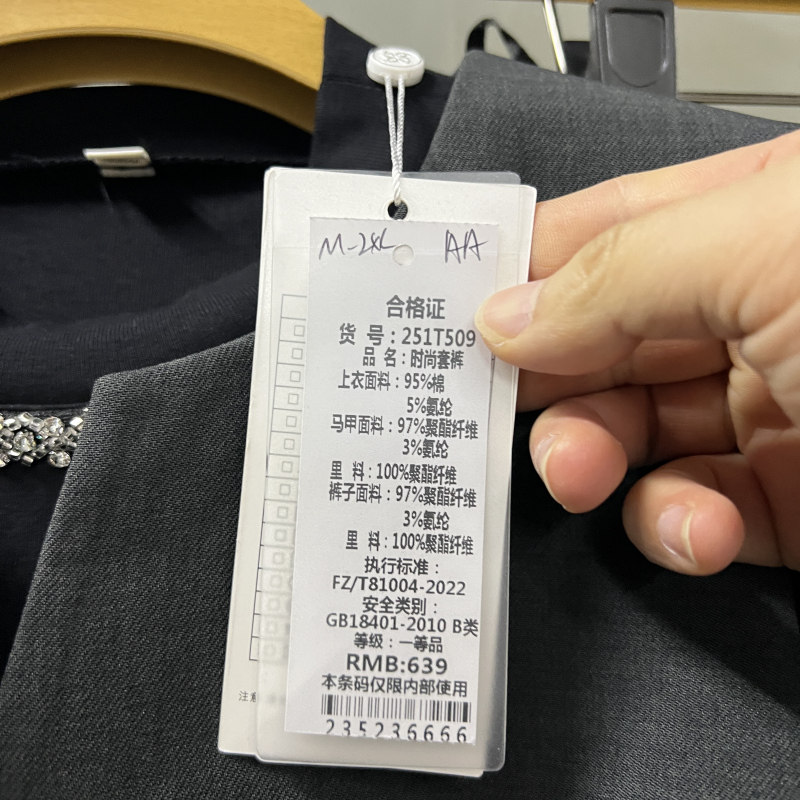 M-2XL AA
合格证
货 号：251T509
品 名：时尚套裤
上衣面料：95%棉
5%氨纶
马甲面料：97%聚酯纤维
3%氨纶
里 料：100%聚酯纤维
裤子面料：97%聚酯纤维
3%氨纶
里 料：100%聚酯纤维
执行标准：
FZ/T81004-2022
安全类别：
GB18401-2010 B类
等级：一等品
RMB:639
本条码仅限内部使用
235236666
注意